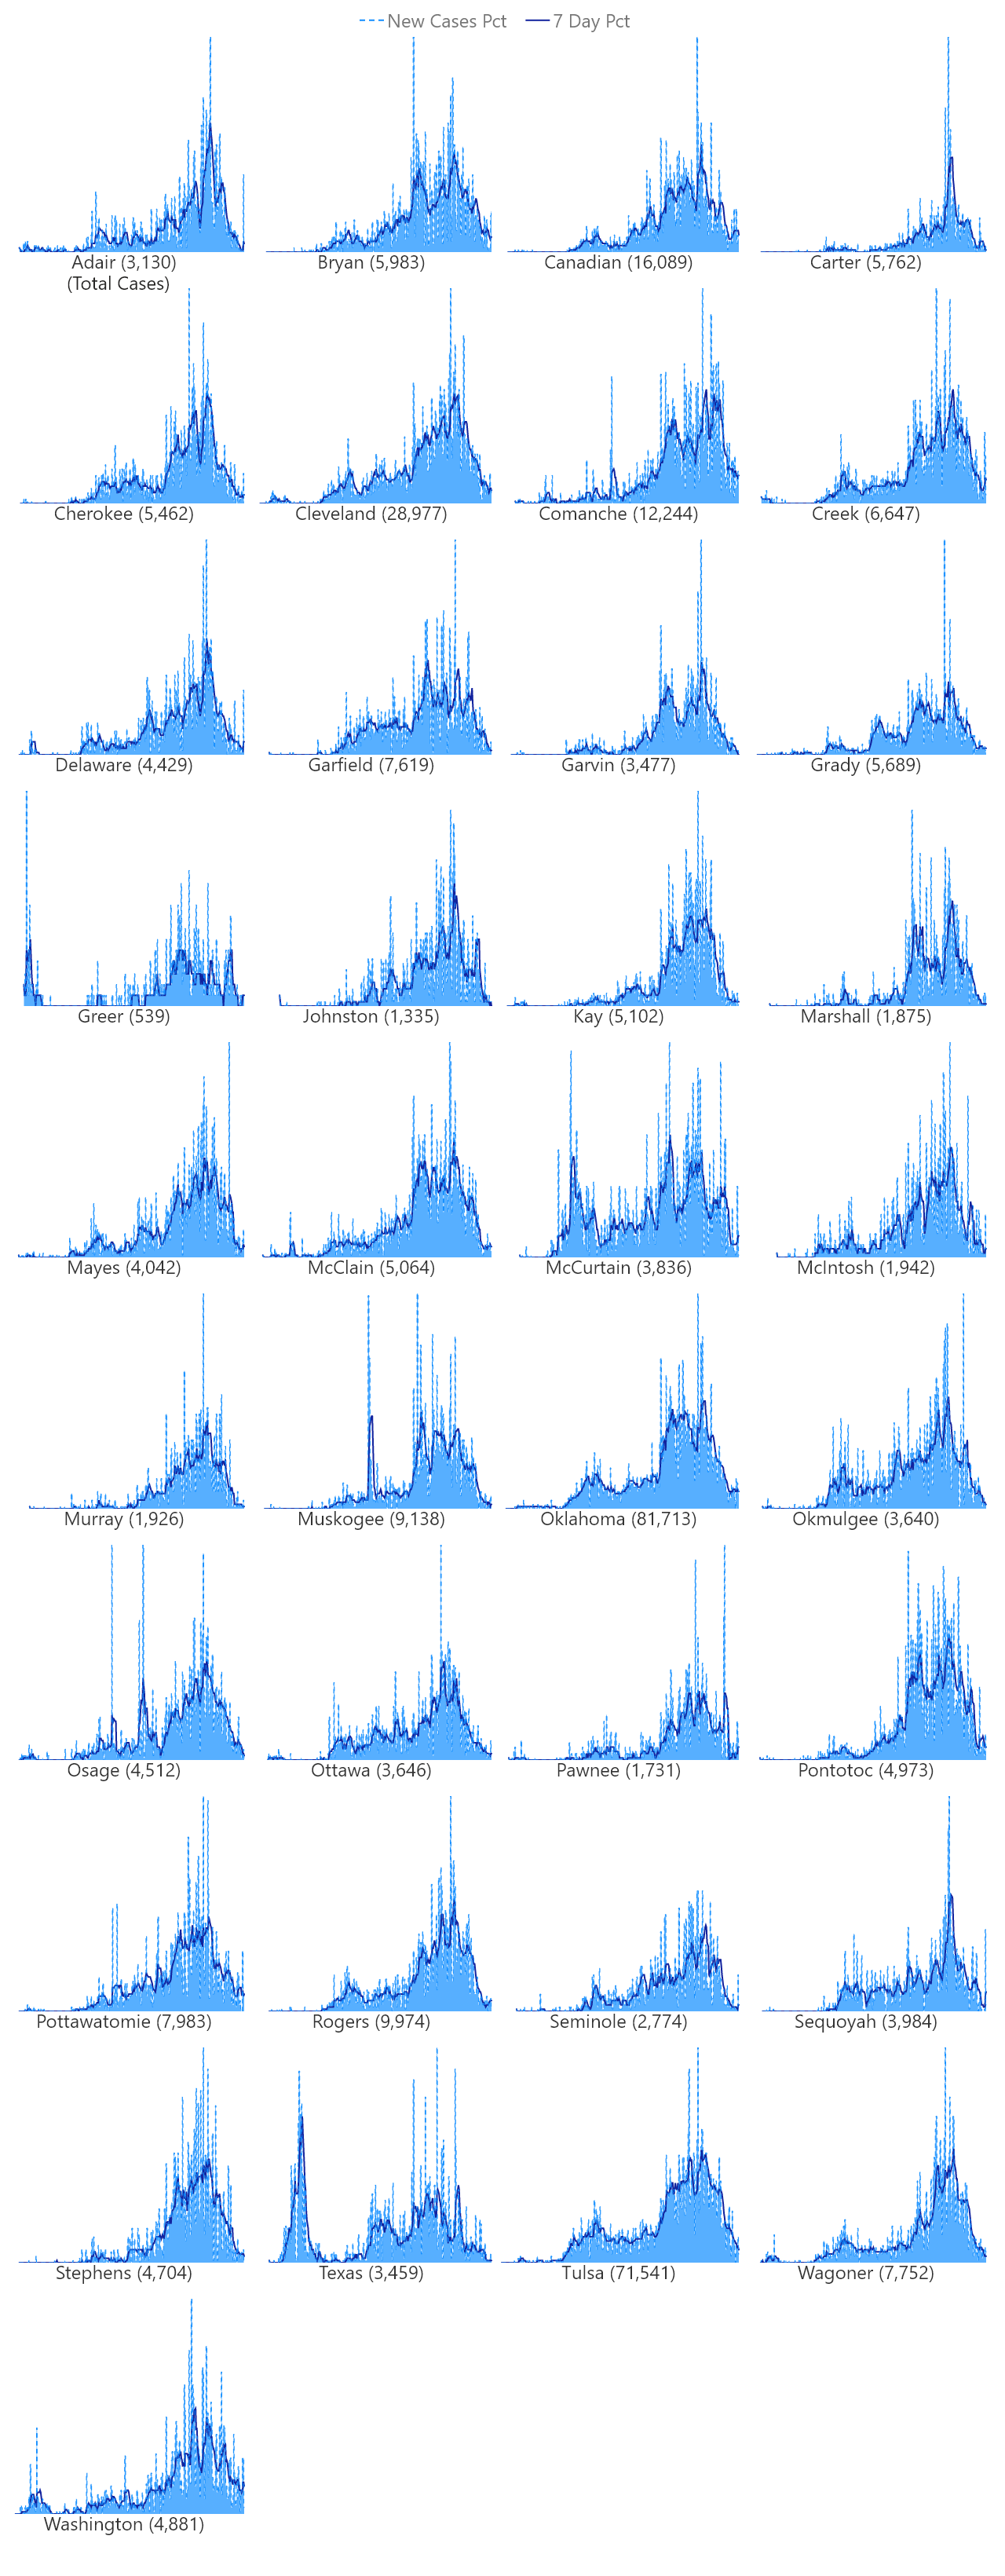 New Cases Pct 7 Day Pct
Adair (3,130) Bryan (5,983) Canadian (16,089) Carter (5,762)
(Total Cases)
Cherokee (5,462) Cleveland (28,977) Comanche (12,244) Creek (6,647)
Delaware (4,429) Garfield (7,619) Garvin (3,477) Grady (5,689)
Greer (539) Johnston (1,335) Kay (5,102) Marshall (1,875)
Mayes (4,042) McClain (5,064) McCurtain (3,836) McIntosh (1,942)
Murray (1,926) Muskogee (9,138) Oklahoma (81,713) Okmulgee (3,640)
Osage (4,512) Ottawa (3,646) Pawnee (1,731) Pontotoc (4,973)
Pottawatomie (7,983) Rogers (9,974) Seminole (2,774) Sequoyah (3,984)
Stephens (4,704) Texas (3,459) Tulsa (71,541) Wagoner (7,752)
Washington (4,881)